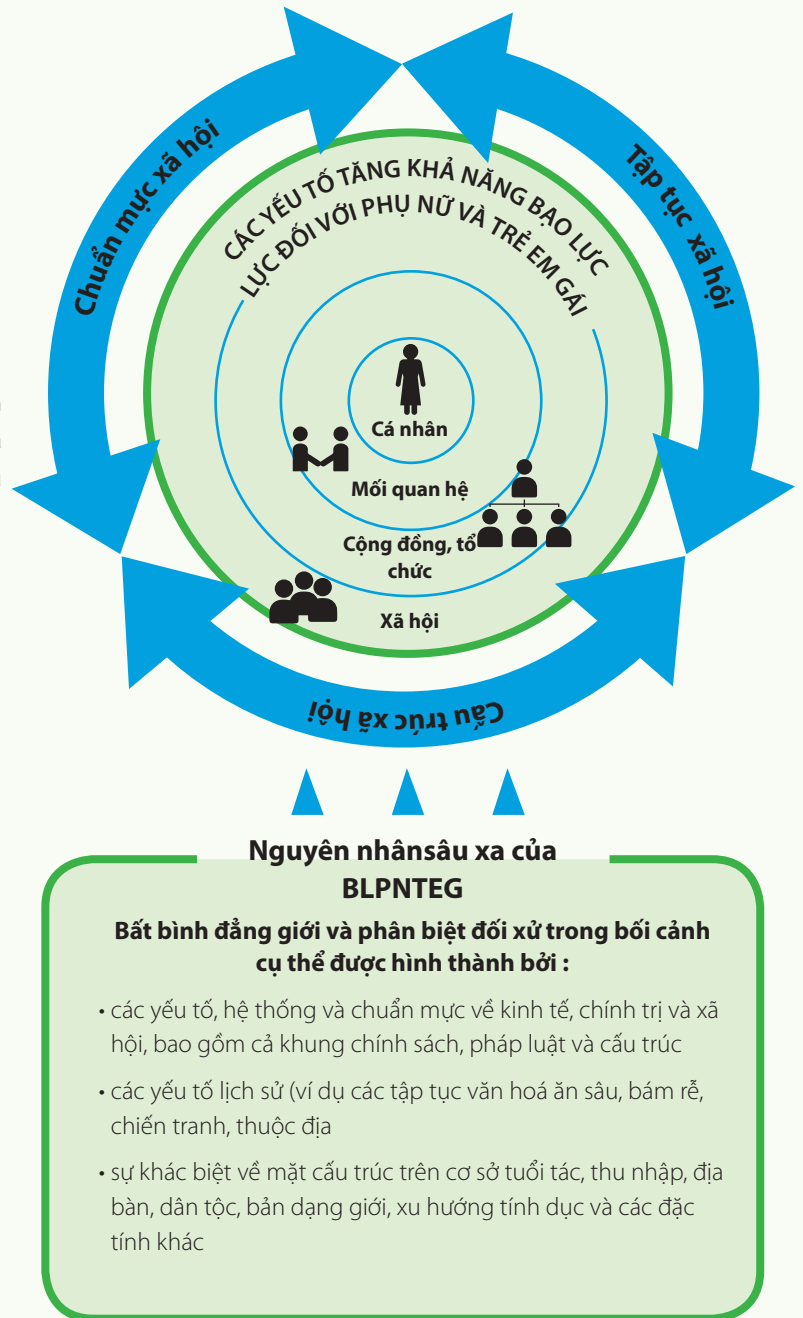 Chuẩn mực xã hội
Tập tục xã hội
CÁC YẾU TỐ TĂNG KHẢ NĂNG BẠO LỰC
LỰC ĐỐI VỚI PHỤ NỮ VÀ TRẺ EM GÁI
Cá nhân
Mối quan hệ
Cộng đồng, tổ
chức
Xã hội
Cấu trúc xã hội
Nguyên nhânsâu xa của
BLPNTEG
Bất bình đẳng giới và phân biệt đối xử trong bối cảnh
cụ thể được hình thành bởi :
• các yếu tố, hệ thống và chuẩn mực về kinh tế, chính trị và xã
hội, bao gồm cả khung chính sách, pháp luật và cấu trúc
• các yếu tố lịch sử (ví dụ các tập tục văn hoá ăn sâu, bám rễ,
chiến tranh, thuộc địa
• sự khác biệt về mặt cấu trúc trên cơ sở tuổi tác, thu nhập, địa
bàn, dân tộc, bản dạng giới, xu hướng tính dục và các đặc
tính khác